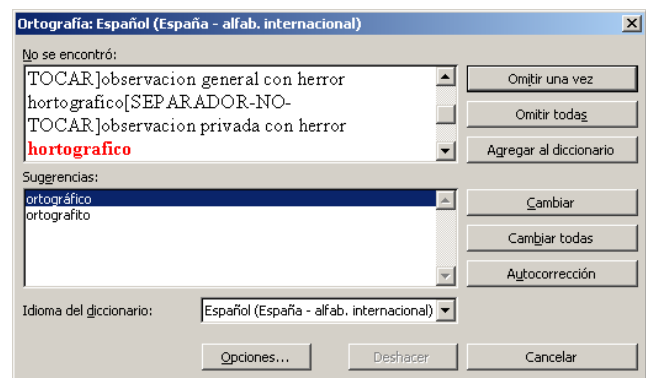 Ortografía: Español (España - alfab. internacional)
No se encontró:
TOCAR]observacion general con herror
hortografico[SEPARADOR-NO-
TOCAR]observacion privada con herror
hortografico
Omitir una vez
Omitir todas
Agregar al diccionario
Sugerencias:
ortográfico
ortografito
Cambiar
Cambiar todas
Autocorrección
Idioma del diccionario:
Español (España - alfab. internacional)
Opciones...
Deshacer
Cancelar